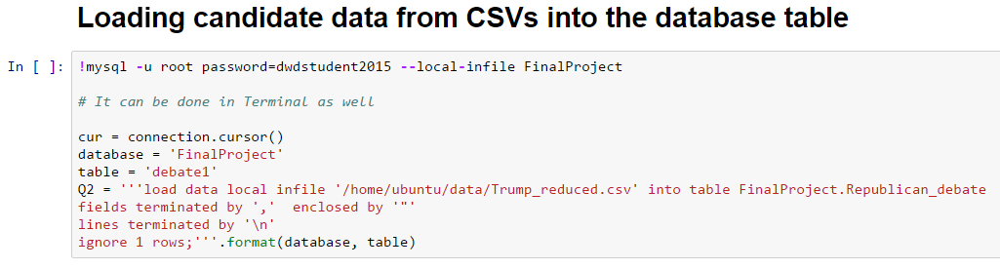 Loading candidate data from CSVs into the database table
In [ ]: !mysql -u root password=dwdstudent2015 --local-infile FinalProject
# It can be done in Terminal as well
cur = connection.cursor()
database = 'FinalProject'
table = 'debate1'
Q2 = '''load data local infile '/home/ubuntu/data/Trump_reduced.csv' into table FinalProject.Republican_debate
fields terminated by ','  enclosed by '"'
lines terminated by '\n'
ignore 1 rows;'''.format(database, table)